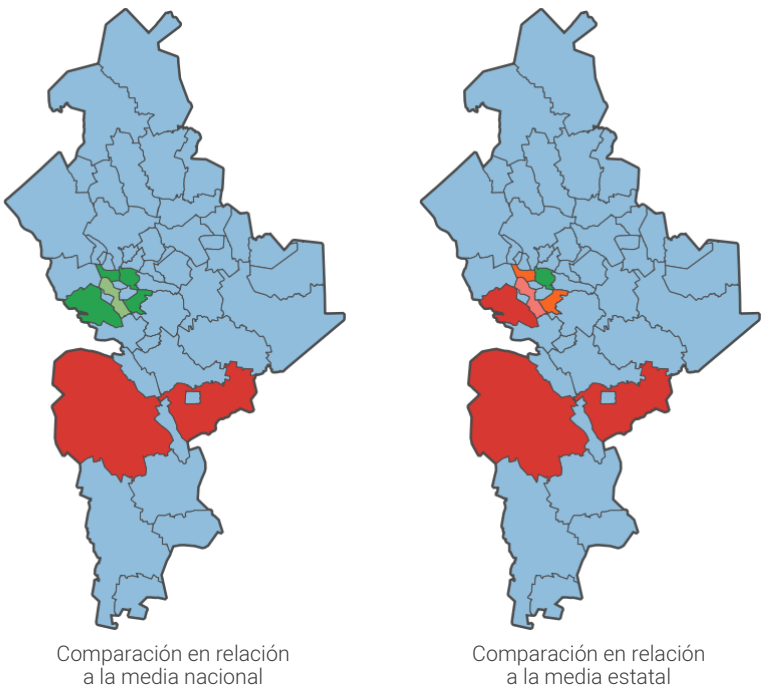 Comparación en relación
a la media nacional
Comparación en relación
a la media estatal